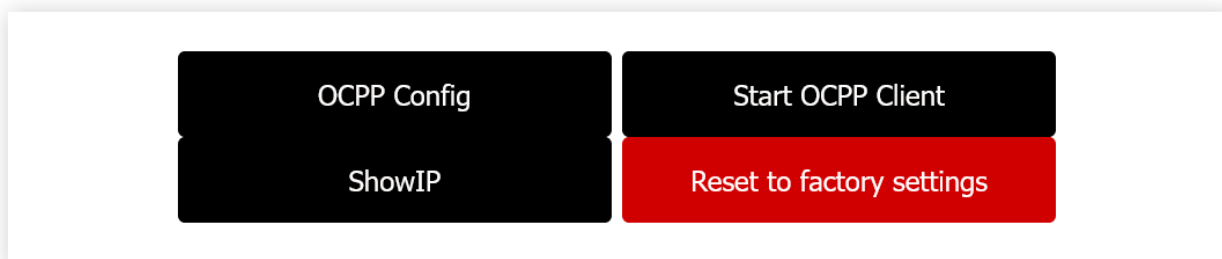 OCPP Config
Start OCPP Client
ShowIP
Reset to factory settings